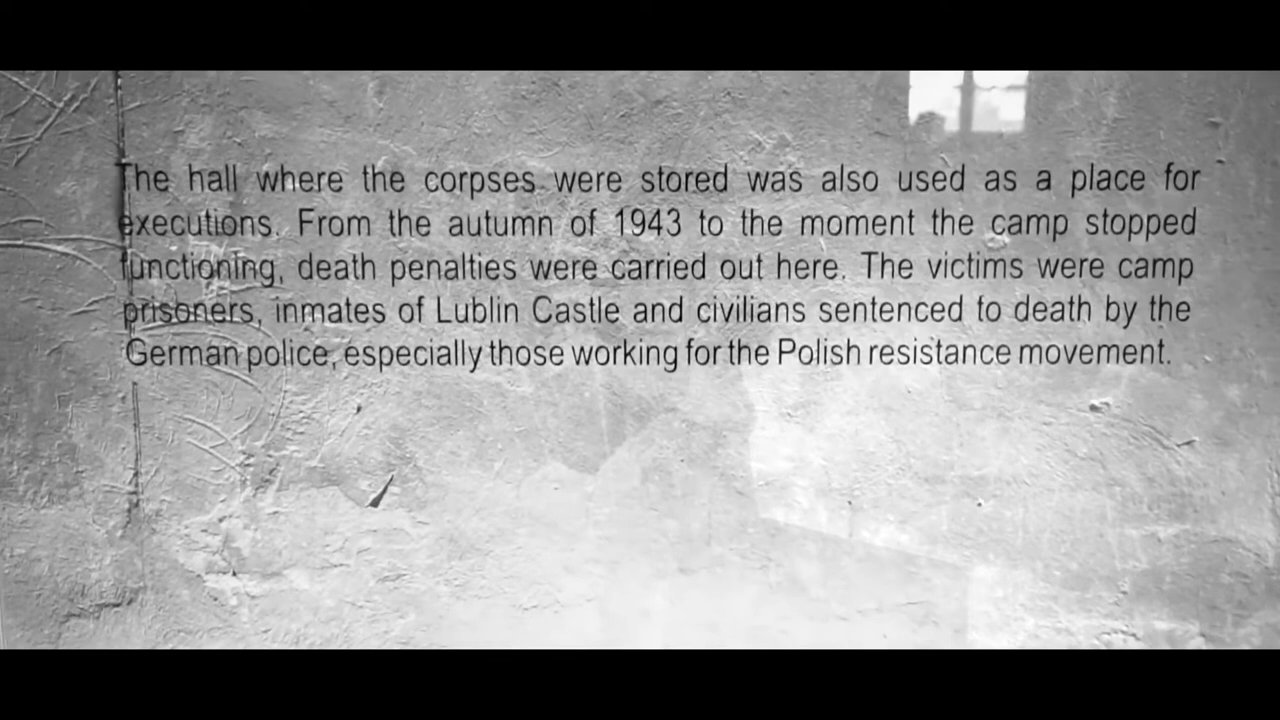 The hall where the corpses were stored was also used as a place for
executions. From the autumn of 1943 to the moment the camp stopped
functioning, death penalties were carried out here. The victims were camp
prisoners, inmates of Lublin Castle and civilians sentenced to death by the
German police, especially those working for the Polish resistance movement.